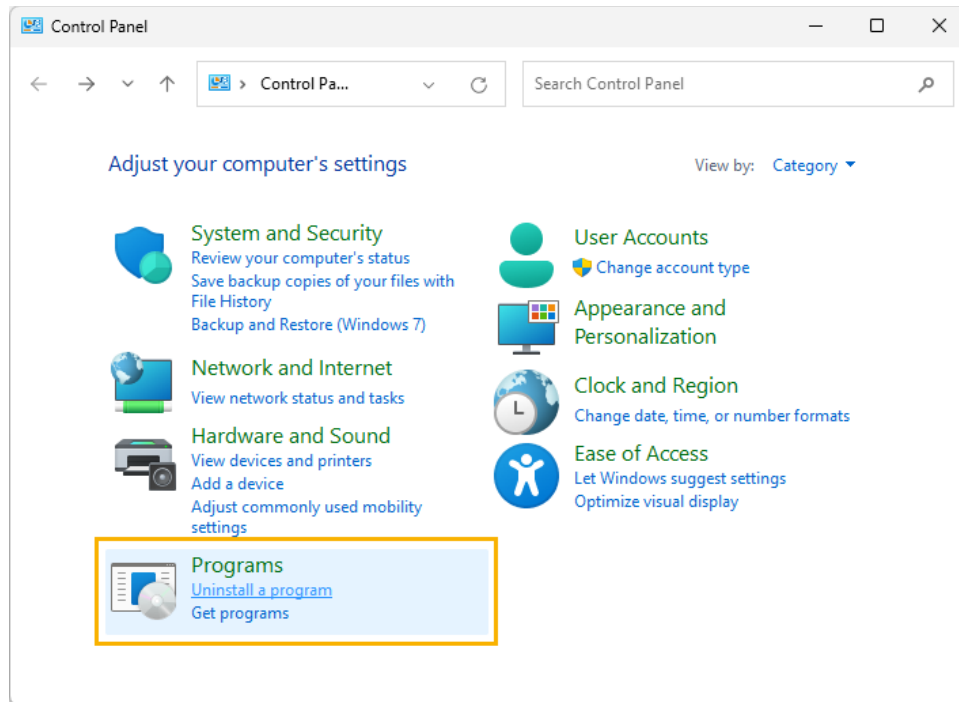 Control Panel
Control Pa...
Search Control Panel
Adjust your computer's settings
View by: Category
System and Security
Review your computer's status
Save backup copies of your files with
File History
Backup and Restore (Windows 7)
Network and Internet
View network status and tasks
Hardware and Sound
View devices and printers
Add a device
Adjust commonly used mobility
settings
Programs
Uninstall a program
Get programs
User Accounts
Change account type
Appearance and
Personalization
Clock and Region
Change date, time, or number formats
Ease of Access
Let Windows suggest settings
Optimize visual display